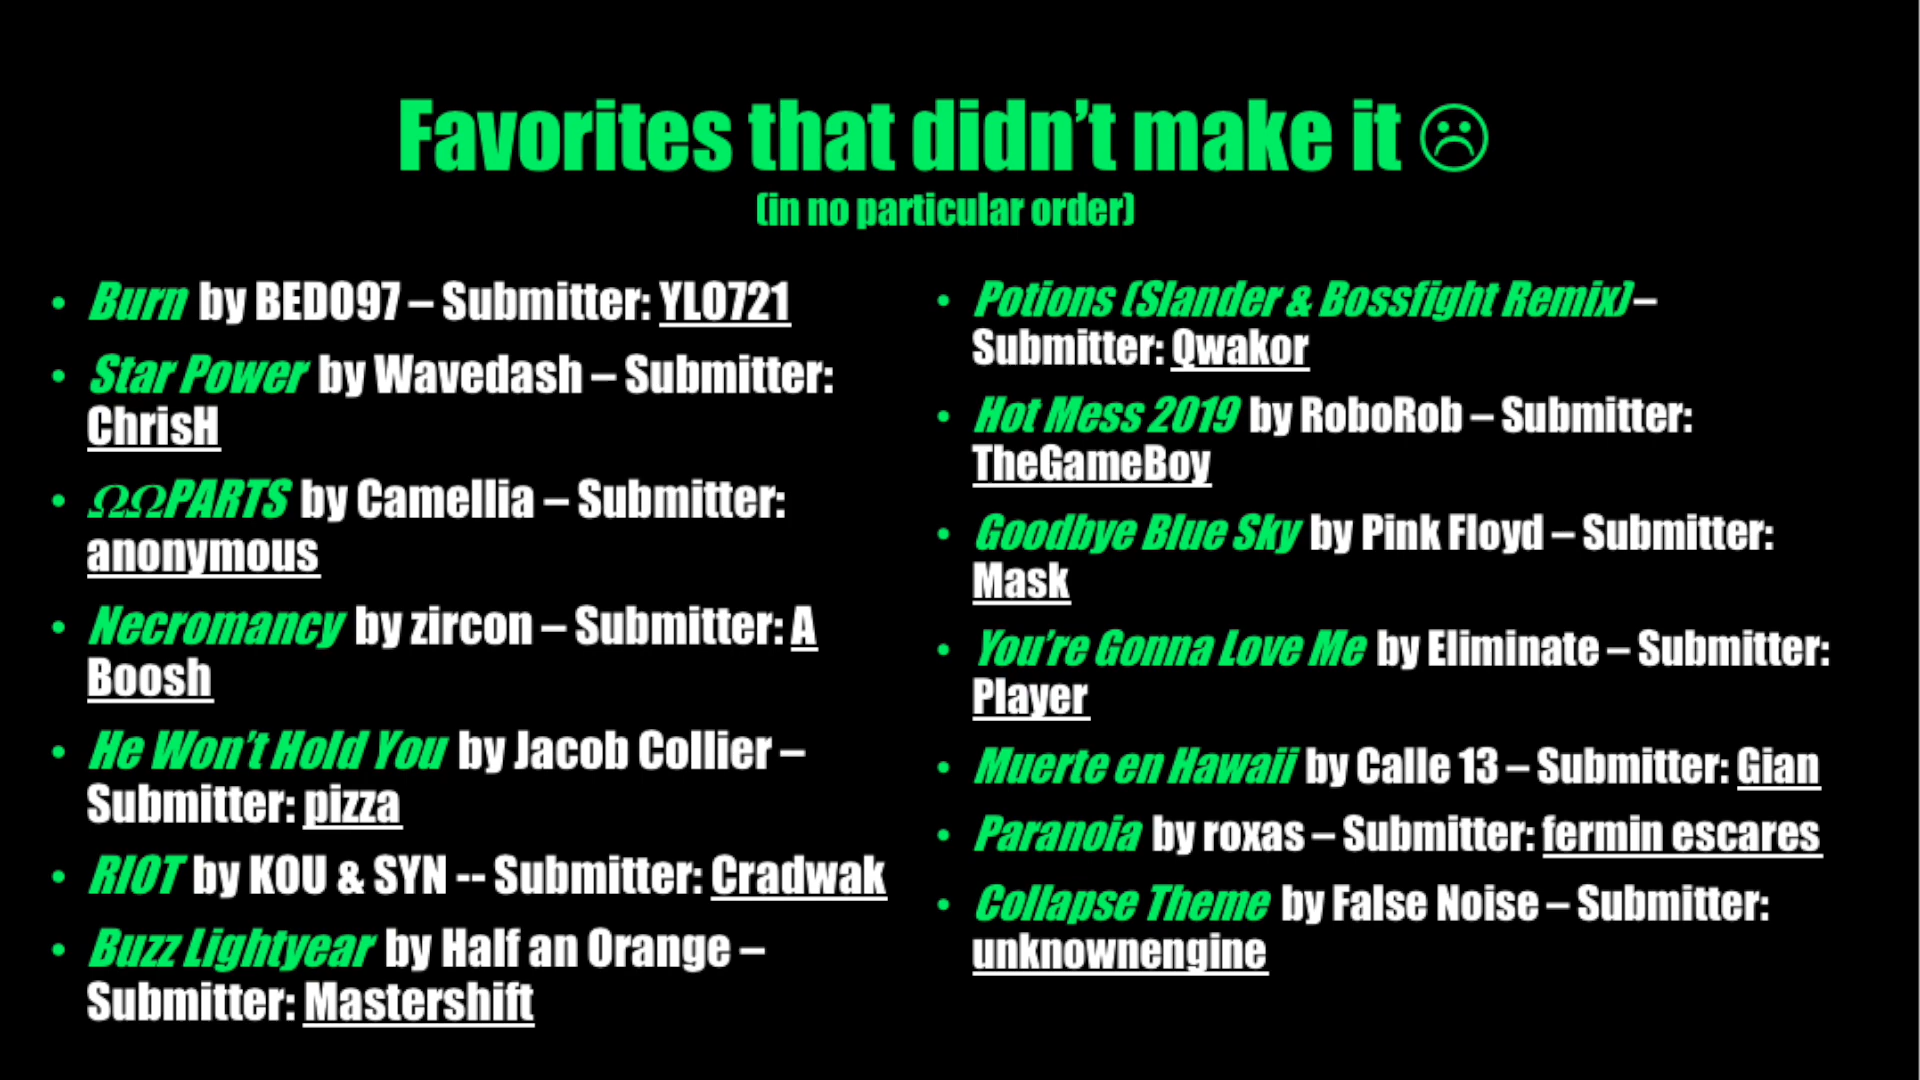 Favorites that didn’t make it ☹
(in no particular order)
• Burn by BEDO97 – Submitter: YLO721
• Star Power by Wavedash – Submitter:
ChrisH
• ΩΩPARTS by Camellia – Submitter:
anonymous
• Necromancy by zircon – Submitter: A
Boosh
• He Won’t Hold You by Jacob Collier –
Submitter: pizza
• RIOT by KOU & SYN -- Submitter: Cradwak
• Buzz Lightyear by Half an Orange –
Submitter: Mastershift
• Potions (Slander & Bossfight Remix) –
Submitter: Qwakor
• Hot Mess 2019 by RoboRob – Submitter:
TheGameBoy
• Goodbye Blue Sky by Pink Floyd – Submitter:
Mask
• You’re Gonna Love Me by Eliminate – Submitter:
Player
• Muerte en Hawaii by Calle 13 – Submitter: Gian
• Paranoia by roxas – Submitter: fermin escares
• Collapse Theme by False Noise – Submitter:
unknownengine